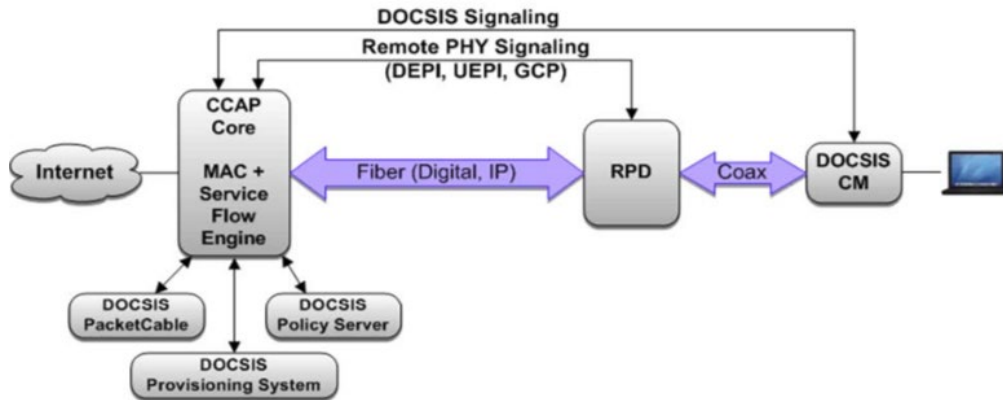 DOCSIS Signaling
Remote PHY Signaling
(DEPI, UEPI, GCP)
CCAP
Core
MAC +
Service
Flow
Engine
Internet
Fiber (Digital, IP)
RPD
Coax
DOCSIS
CM
DOCSIS
PacketCable
DOCSIS
Policy Server
DOCSIS
Provisioning System